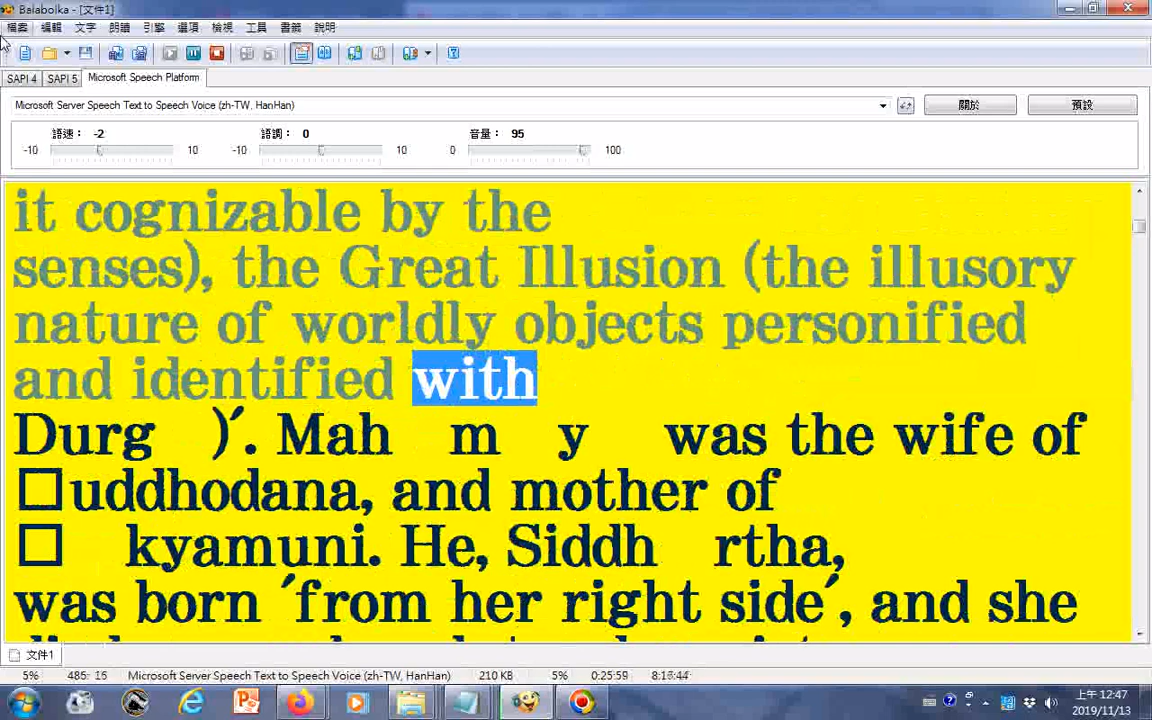 Balabolka - [文件1]
檔案 編輯 文字 朗讀 引擎 選項 檢視 工具 書籤 說明
SAPI 4 SAPI 5 Microsoft Speech Platform
Microsoft Server Speech Text to Speech Voice (zh-TW, HanHan) 關於 預設
語速： -2 語調： 0 音量： 95
-10 10 -10 10 0 100
it cognizable by the
senses), the Great Illusion (the illusory
nature of worldly objects personified
and identified with
Durg )′. Mah m y was the wife of
□uddhodana, and mother of
□ kyamuni. He, Siddh rtha,
was born ′from her right side′, and she
文件1
5% 485: 15 Microsoft Server Speech Text to Speech Voice (zh-TW, HanHan) 210 KB 5% 0:25:59 8:13:44
上午 12:47
2019/11/13